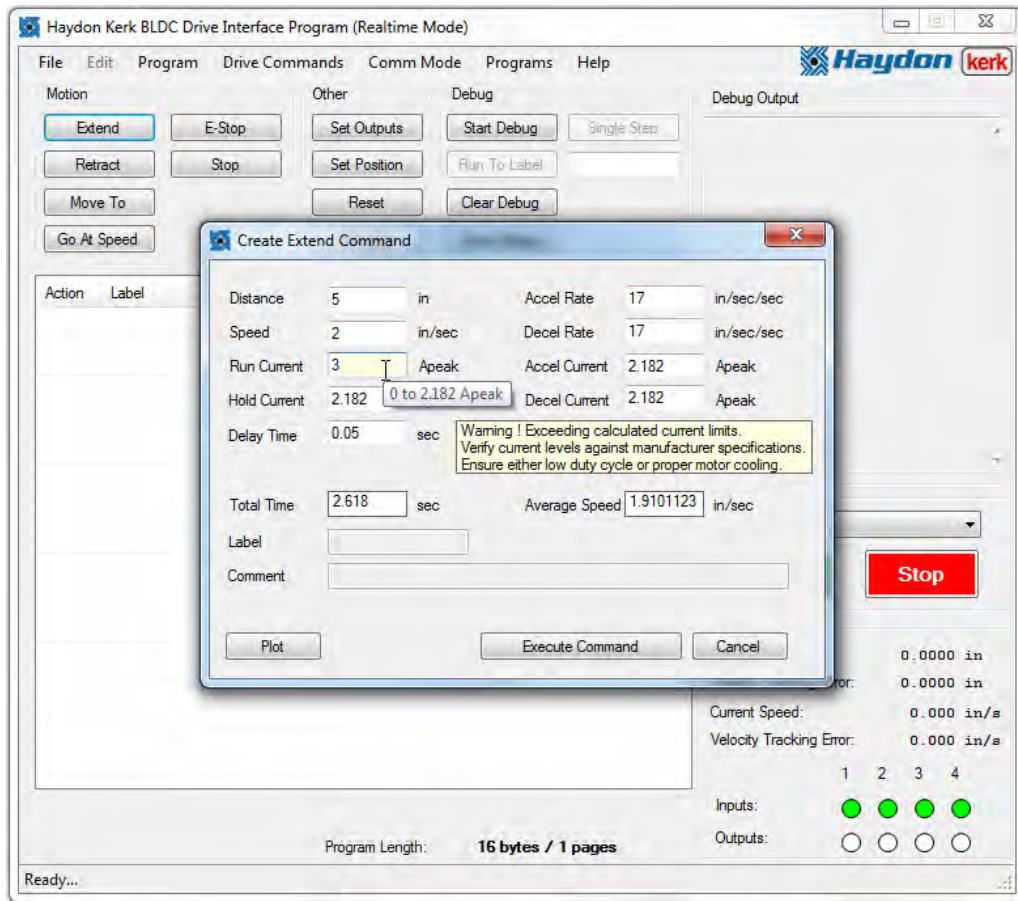 Haydon Kerk BLDC Drive Interface Program (Realtime Mode)
File Edit Program Drive Commands Comm Mode Programs Help
Haydon kerk
Motion Other Debug Debug Output
Extend E-Stop Set Outputs Start Debug Single Step
Retract Stop Set Position Run To Label
Move To Reset Clear Debug
Go At Speed
Action Label
Create Extend Command
Distance 5 in Accel Rate 17 in/sec/sec
Speed 2 in/sec Decel Rate 17 in/sec/sec
Run Current 3 Apeak Accel Current 2.182 Apeak
0 to 2.182 Apeak
Hold Current 2.182 Decel Current 2.182 Apeak
Delay Time 0.05 sec
Warning ! Exceeding calculated current limits.
Verify current levels against manufacturer specifications.
Ensure either low duty cycle or proper motor cooling.
Total Time 2.618 sec Average Speed 1.9101123 in/sec
Label
Comment
Plot Execute Command Cancel
Stop
0.0000 in
ror: 0.0000 in
Current Speed: 0.000 in/s
Velocity Tracking Error: 0.000 in/s
1 2 3 4
Inputs:
Outputs:
Program Length: 16 bytes / 1 pages
Ready...